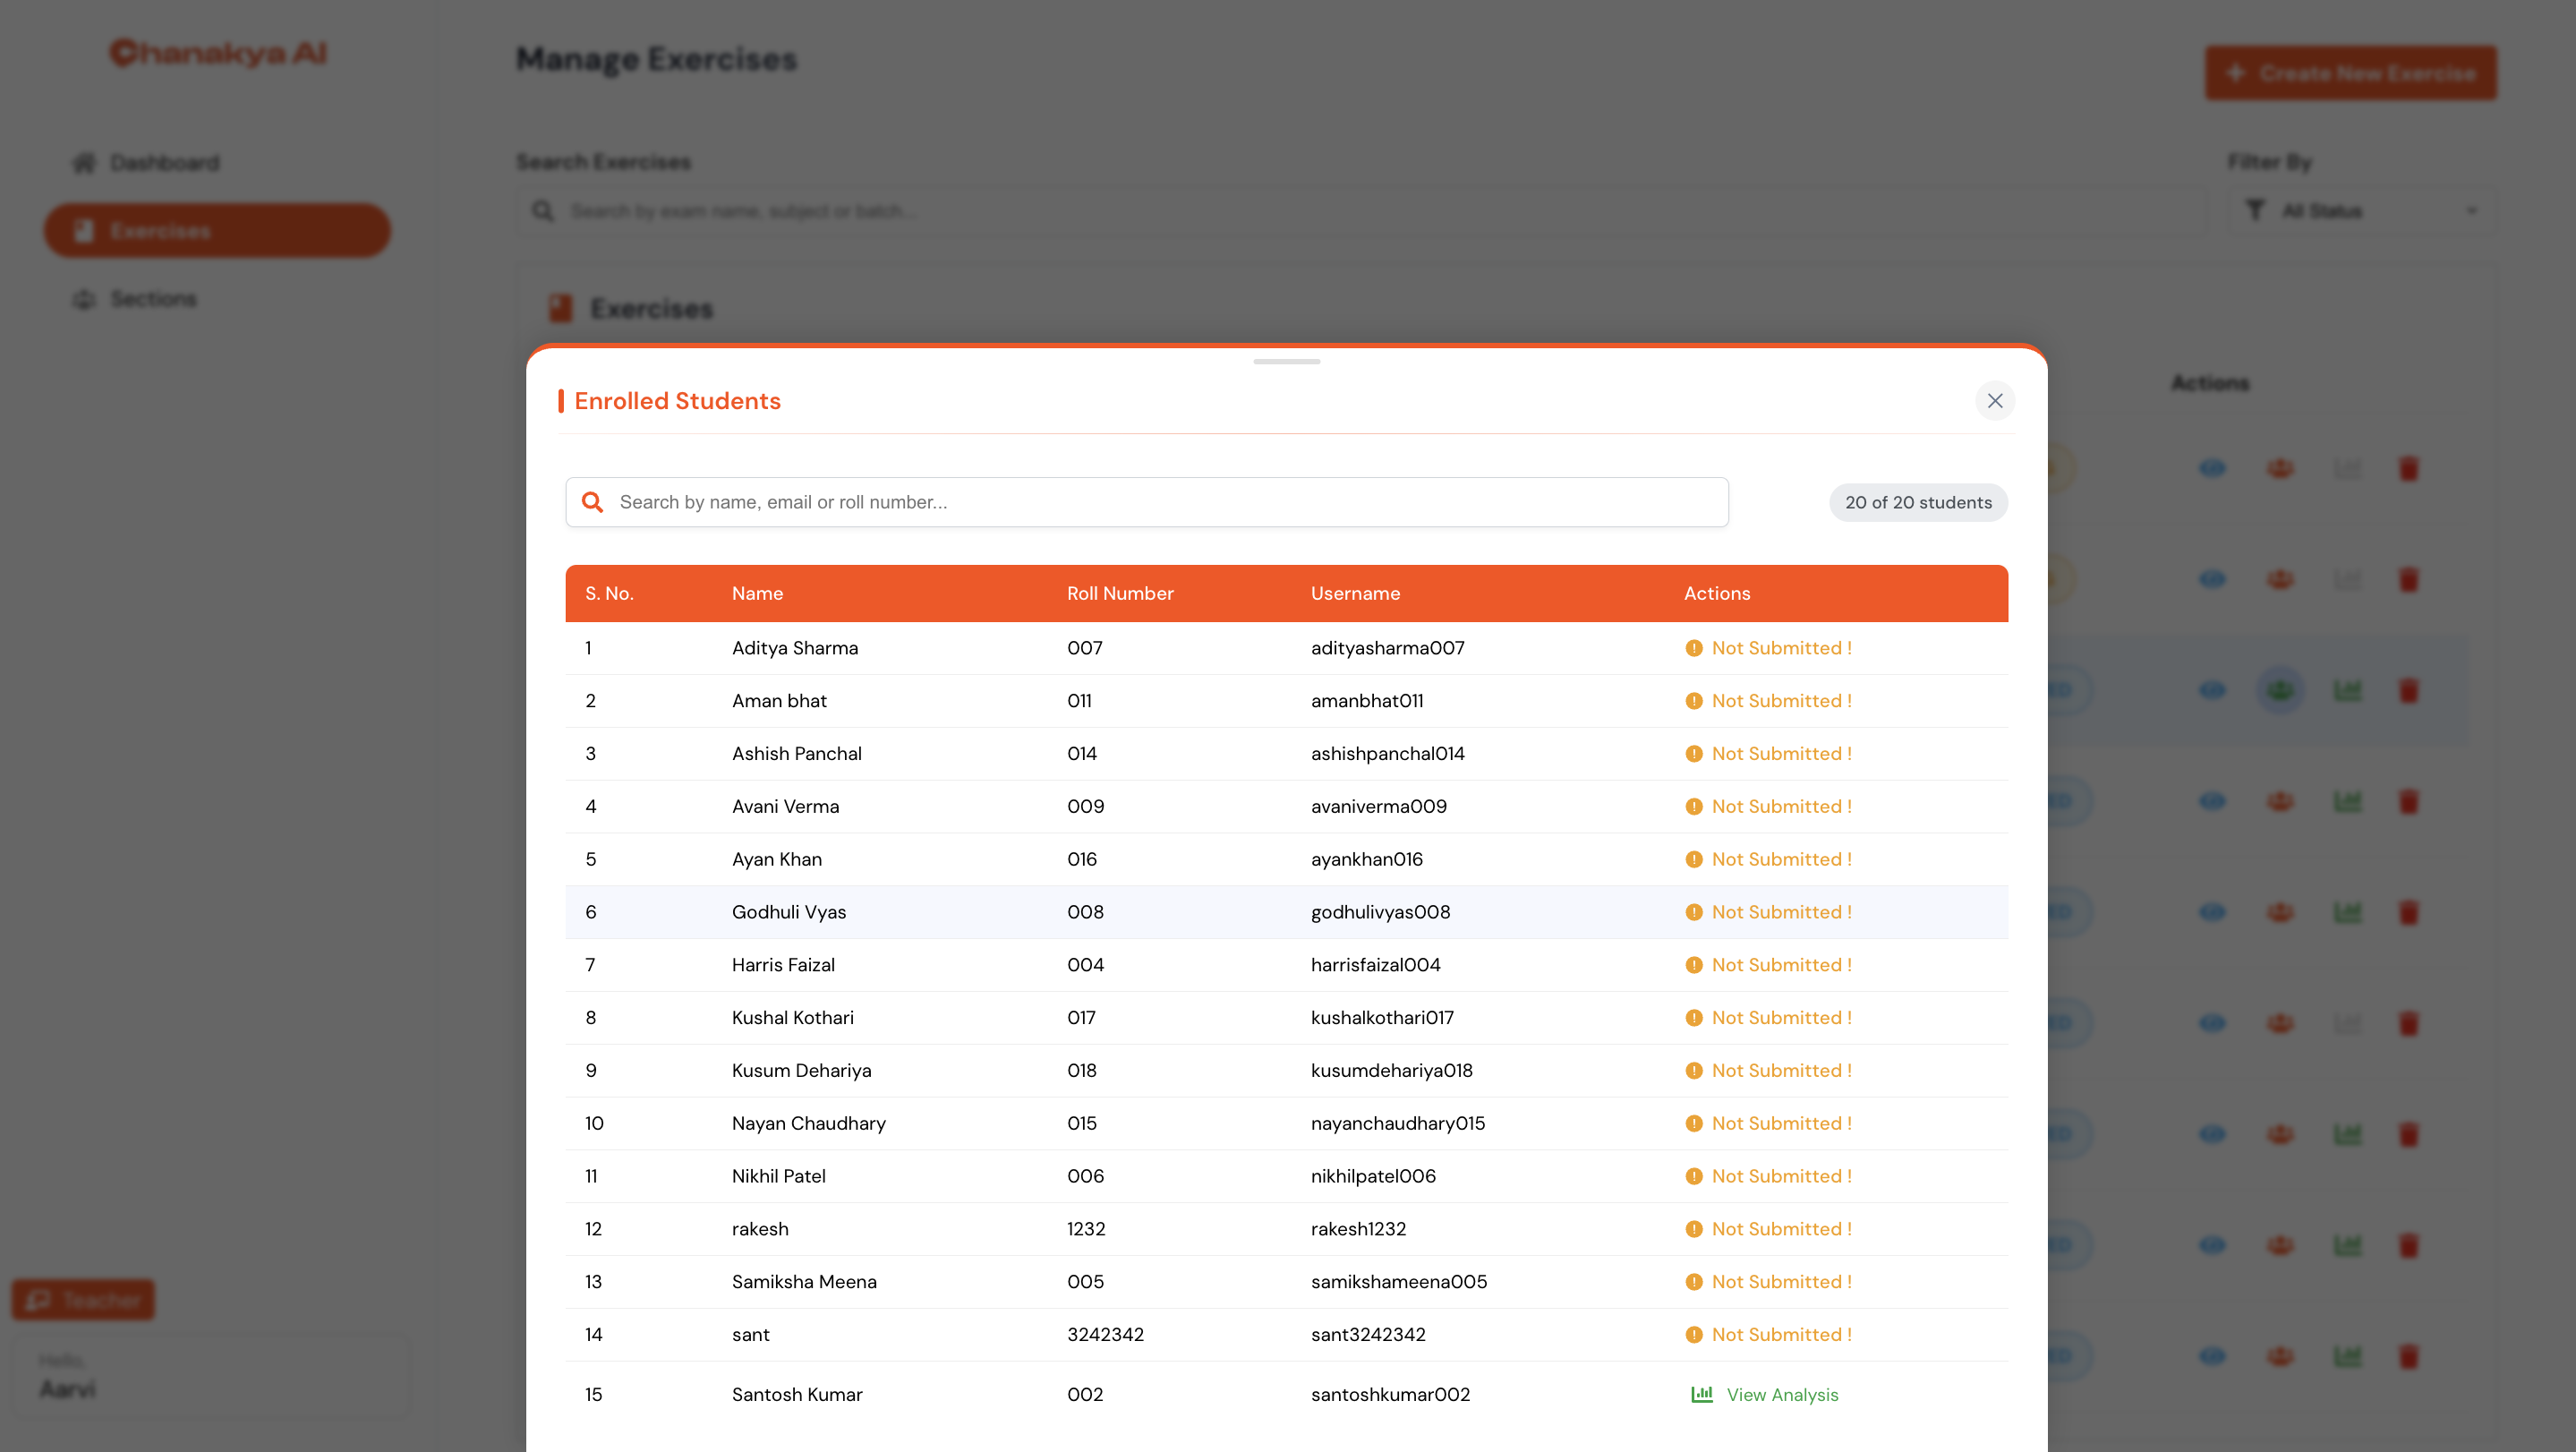 Chanakya AI
Manage Exercises
Create New Exercise
Dashboard
Search Exercises
Filter By
Exercises
Search by exam name, subject or batch...
All Status
Sections
Exercises
Actions
Enrolled Students
Search by name, email or roll number...
20 of 20 students
S. No. Name Roll Number Username Actions
1 Aditya Sharma 007 adityasharma007 Not Submitted !
2 Aman bhat 011 amanbhat011 Not Submitted !
3 Ashish Panchal 014 ashishpanchal014 Not Submitted !
4 Avani Verma 009 avaniverma009 Not Submitted !
5 Ayan Khan 016 ayankhan016 Not Submitted !
6 Godhuli Vyas 008 godhulivyas008 Not Submitted !
7 Harris Faizal 004 harrisfaizal004 Not Submitted !
8 Kushal Kothari 017 kushalkothari017 Not Submitted !
9 Kusum Dehariya 018 kusumdehariya018 Not Submitted !
10 Nayan Chaudhary 015 nayanchaudhary015 Not Submitted !
11 Nikhil Patel 006 nikhilpatel006 Not Submitted !
12 rakesh 1232 rakesh1232 Not Submitted !
13 Samiksha Meena 005 samikshameena005 Not Submitted !
14 sant 3242342 sant3242342 Not Submitted !
15 Santosh Kumar 002 santoshkumar002 View Analysis
Teacher
Hello,
Aarvi